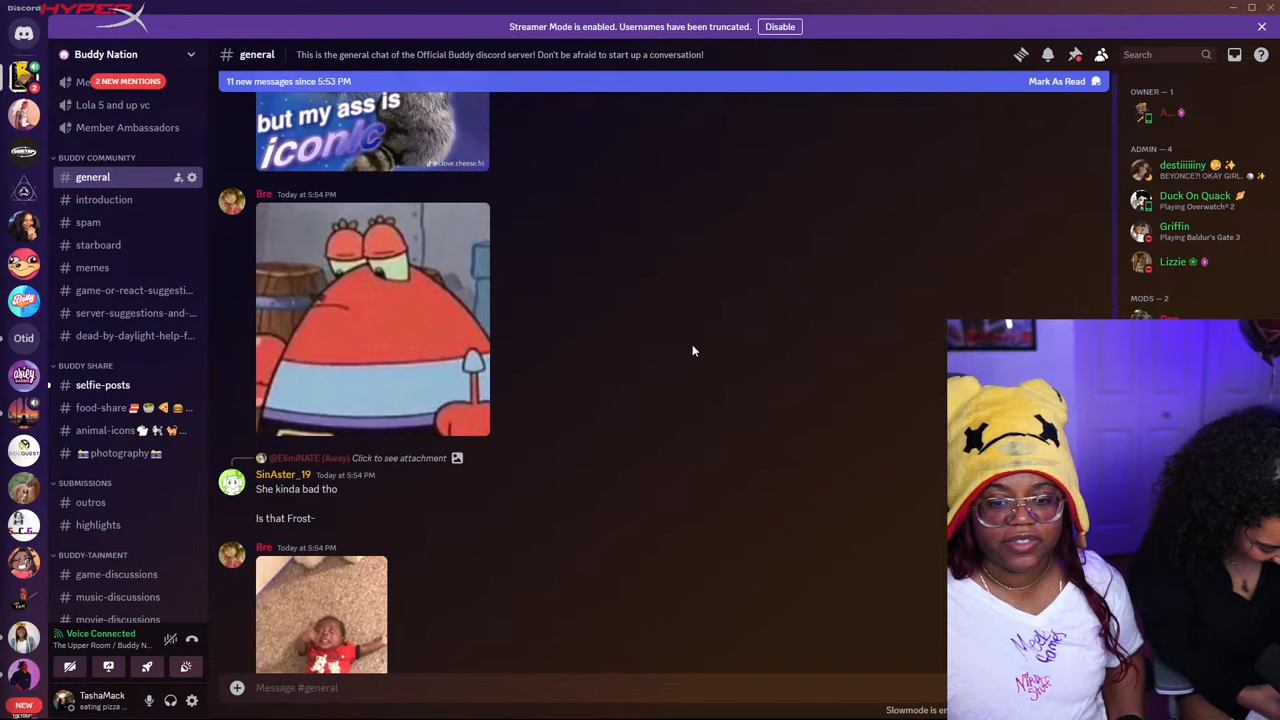 Discord
HYPERX
Streamer Mode is enabled. Usernames have been truncated.
Disable
Buddy Nation
# general
This is the general chat of the Official Buddy discord server! Don't be afraid to start up a conversation!
Search
11 new messages since 5:53 PM
Mark As Read
Me
2 NEW MENTIONS
Lola 5 and up vc
Member Ambassadors
BUDDY COMMUNITY
# general
# introduction
# spam
# starboard
# memes
# game-or-react-suggesti...
# server-suggestions-and-...
# dead-by-daylight-help-f...
BUDDY SHARE
# selfie-posts
# food-share ...
# animal-icons ...
# photography
SUBMISSIONS
# outros
# highlights
BUDDY-TAINMENT
# game-discussions
# music-discussions
# movie-discussions
Voice Connected
The Upper Room / Buddy N...
TashaMack
eating pizza
2
Otid
NEW
but my ass is
iconic
@i.love.cheese.fri
Bre Today at 5:54 PM
@ElimiNATE (Away) Click to see attachment
SinAster_19 Today at 5:54 PM
She kinda bad tho
Is that Frost-
Bre Today at 5:54 PM
Message #general
Slowmode is en
OWNER — 1
A...
ADMIN — 4
destiiiiiiny
BEYONCE?! OKAY GIRL.
Duck On Quack
Playing Overwatch® 2
Griffin
Playing Baldur's Gate 3
Lizzie
MODS — 2